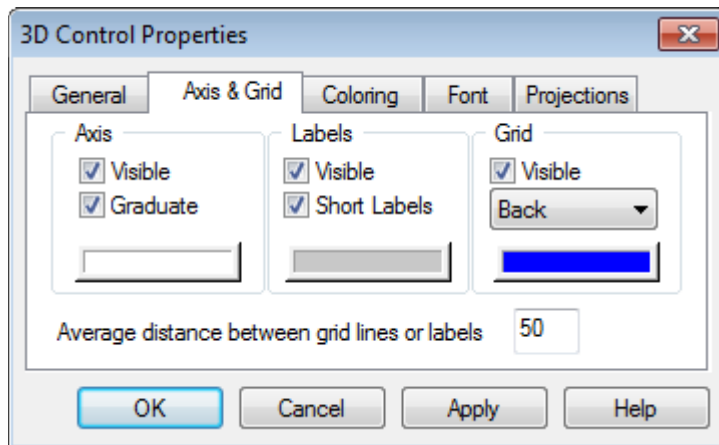 3D Control Properties
General Axis & Grid Coloring Font Projections
Axis Labels Grid
Visible Visible Visible
Graduate Short Labels Back
Average distance between grid lines or labels 50
OK Cancel Apply Help